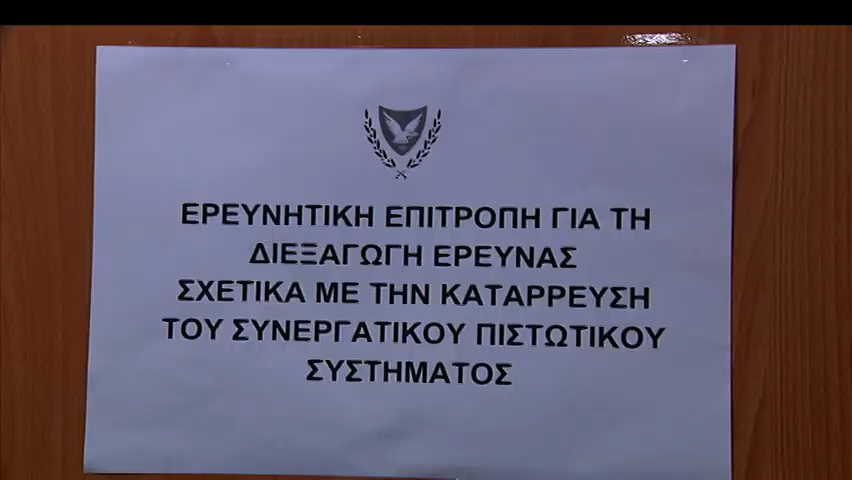 ΕΡΕΥΝΗΤΙΚΗ ΕΠΙΤΡΟΠΗ ΓΙΑ ΤΗ
ΔΙΕΞΑΓΩΓΗ ΕΡΕΥΝΑΣ
ΣΧΕΤΙΚΑ ΜΕ ΤΗΝ ΚΑΤΑΡΡΕΥΣΗ
ΤΟΥ ΣΥΝΕΡΓΑΤΙΚΟΥ ΠΙΣΤΩΤΙΚΟΥ
ΣΥΣΤΗΜΑΤΟΣ